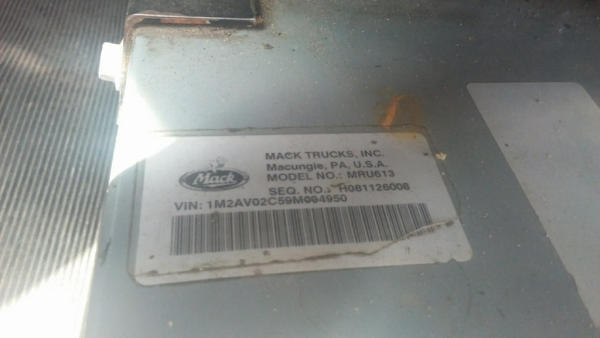 Mack
MACK TRUCKS, INC.
Macungie, PA, U.S.A.
MODEL NO.: MRU613
SEQ. NO.: H081126008
VIN: 1M2AV02C59M004950